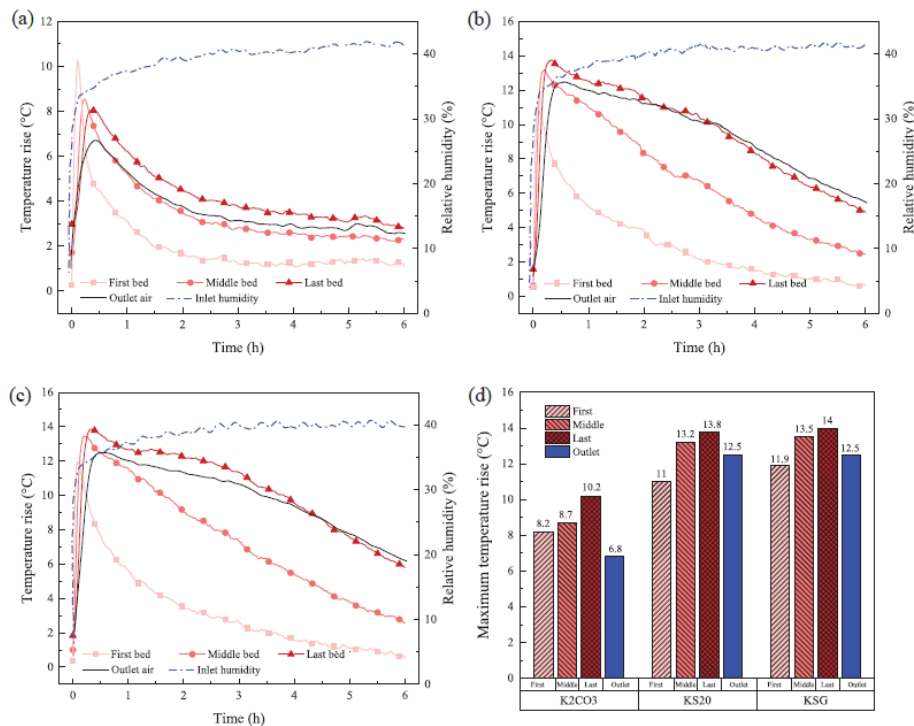 (a)
12
10
8
6
4
2
0
Temperature rise (°C)
40
30
20
10
0
Relative humidity (%)
First bed
Middle bed
Last bed
Outlet air
Inlet humidity
0 1 2 3 4 5 6
Time (h)
(b)
16
14
12
10
8
6
4
2
0
Temperature rise (°C)
40
30
20
10
0
Relative humidity (%)
First bed
Middle bed
Last bed
Outlet air
Inlet humidity
0 1 2 3 4 5 6
Time (h)
(c)
16
14
12
10
8
6
4
2
0
Temperature rise (°C)
40
30
20
10
0
Relative humidity (%)
First bed
Middle bed
Last bed
Outlet air
Inlet humidity
0 1 2 3 4 5 6
Time (h)
(d)
16
14
12
10
8
6
4
2
0
Maximum temperature rise (°C)
First
Middle
Last
Outlet
8.2 8.7 10.2 6.8
11 13.2 13.8 12.5
11.9 13.5 14 12.5
First Middle Last Outlet First Middle Last Outlet First Middle Last Outlet
K2CO3 KS20 KSG